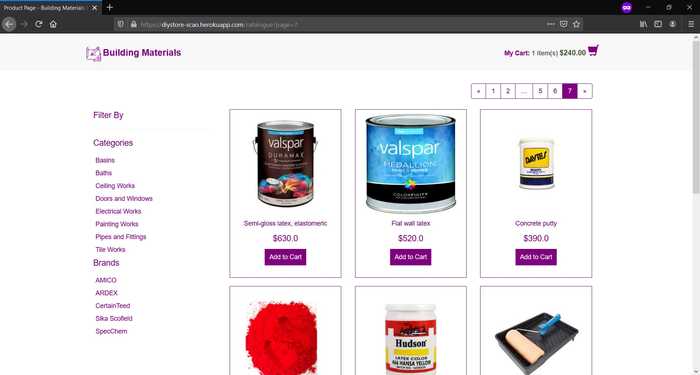 Product Page - Building Materials
https://diystore-scao.herokuapp.com/catalogue?page=7
Building Materials
My Cart: 1 item(s) $240.00
« 1 2 ... 5 6 7 »
Filter By
Categories
Basins
Baths
Ceiling Works
Doors and Windows
Electrical Works
Painting Works
Pipes and Fittings
Tile Works
Brands
AMICO
ARDEX
CertainTeed
Sika Scofield
SpecChem
valspar
DURAMAX
Semi-gloss latex, elastomeric
$630.0
Add to Cart
valspar
MEDALLION
PAINT & PRIMER
COLORFULITY
Flat wall latex
$520.0
Add to Cart
DAVIES
Concrete putty
$390.0
Add to Cart
Hudson
LATEX COLOR
HANSA YELLOW